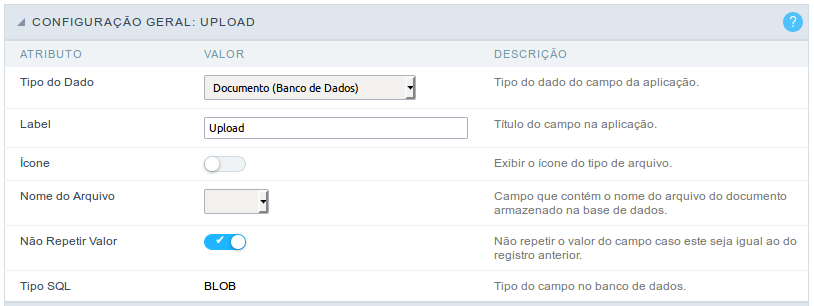 CONFIGURAÇÃO GERAL: UPLOAD ?
ATRIBUTO VALOR DESCRIÇÃO
Tipo do Dado Documento (Banco de Dados) Tipo do dado do campo da aplicação.
Label Upload Título do campo na aplicação.
Ícone Exibir o ícone do tipo de arquivo.
Nome do Arquivo Campo que contém o nome do arquivo do documento
armazenado na base de dados.
Não Repetir Valor Não repetir o valor do campo caso este seja igual ao do
registro anterior.
Tipo SQL BLOB Tipo do campo no banco de dados.